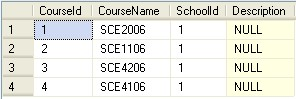 CourseId CourseName SchoolId Description
1 1 SCE2006 1 NULL
2 2 SCE1106 1 NULL
3 3 SCE4206 1 NULL
4 4 SCE4106 1 NULL